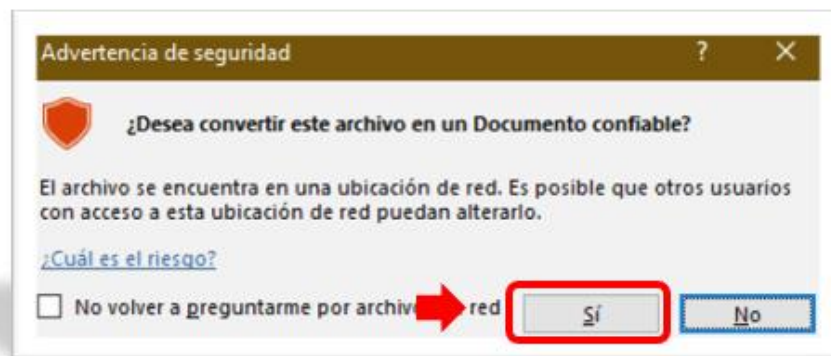 Advertencia de seguridad ? ✕
¿Desea convertir este archivo en un Documento confiable?
El archivo se encuentra en una ubicación de red. Es posible que otros usuarios
con acceso a esta ubicación de red puedan alterarlo.
¿Cuál es el riesgo?
No volver a preguntarme por red Sí No